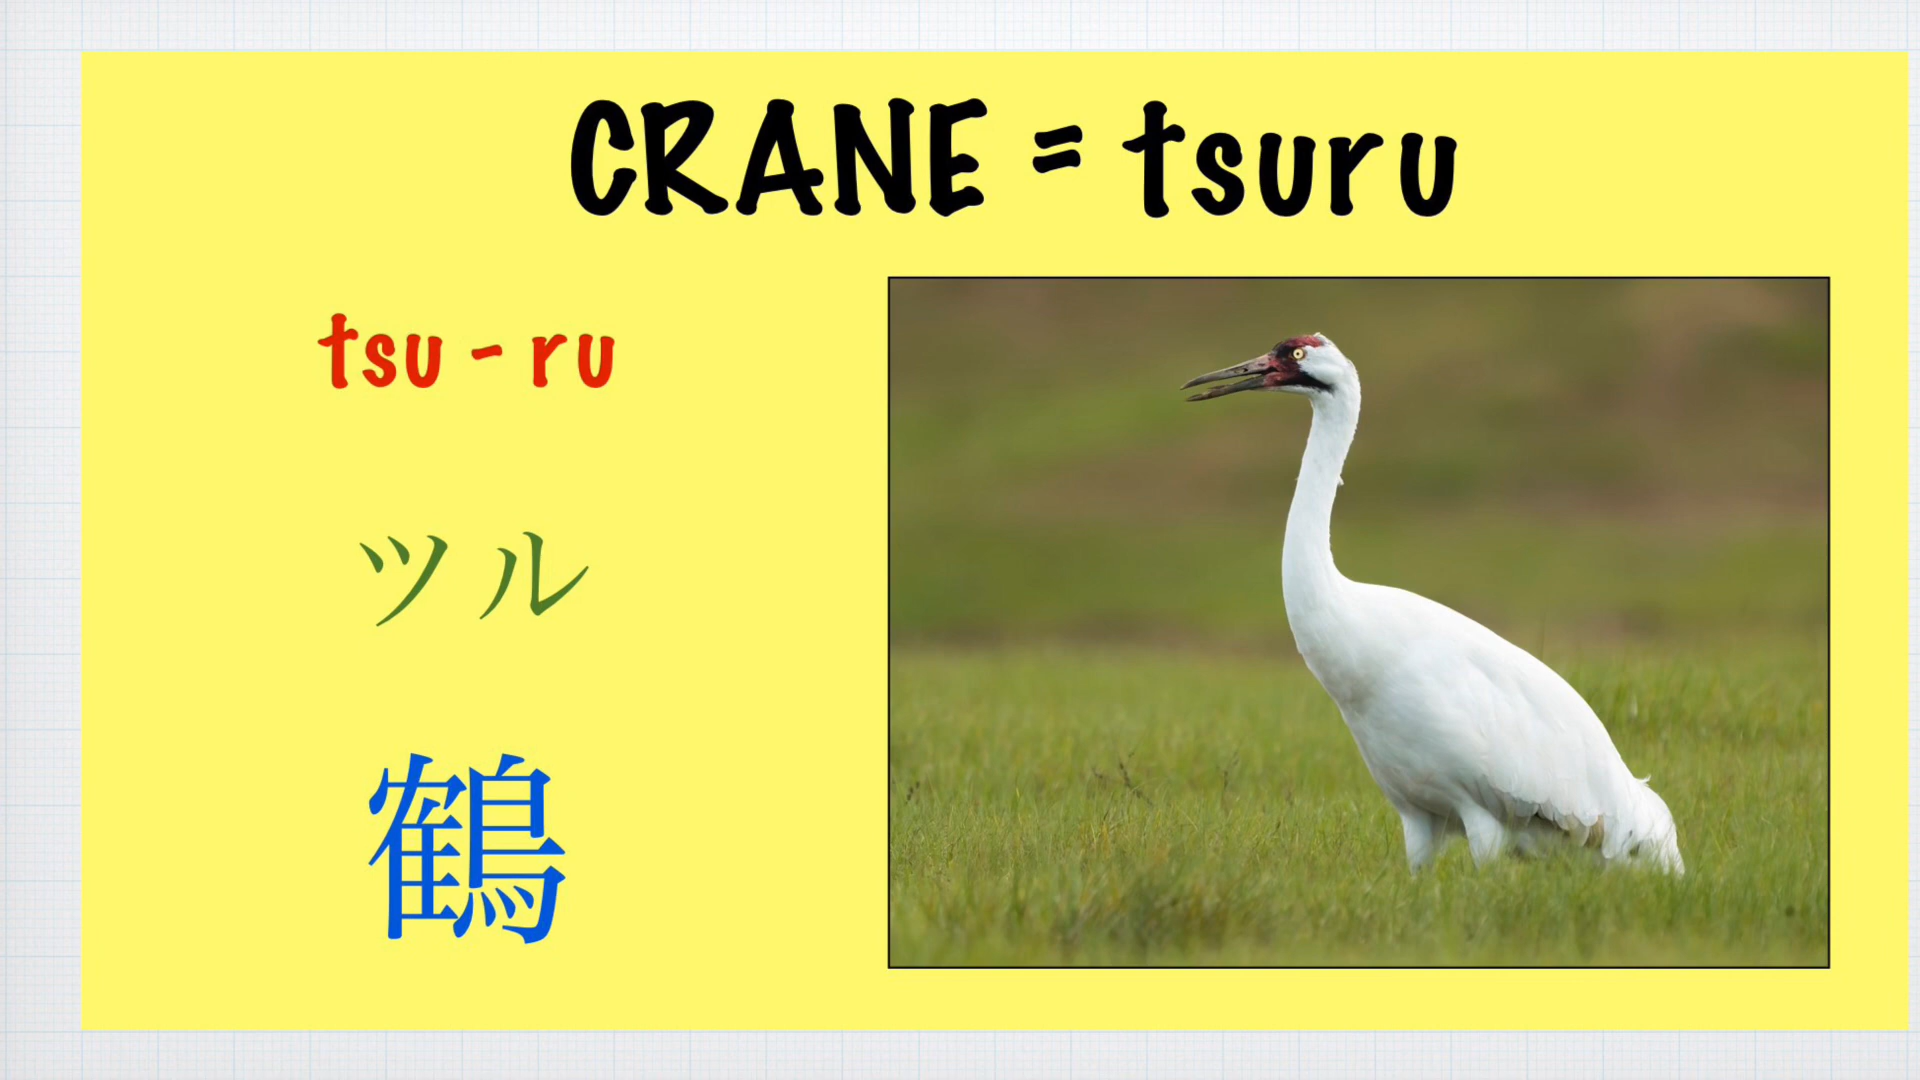 CRANE = tsuru
tsu - ru
ツル
鶴